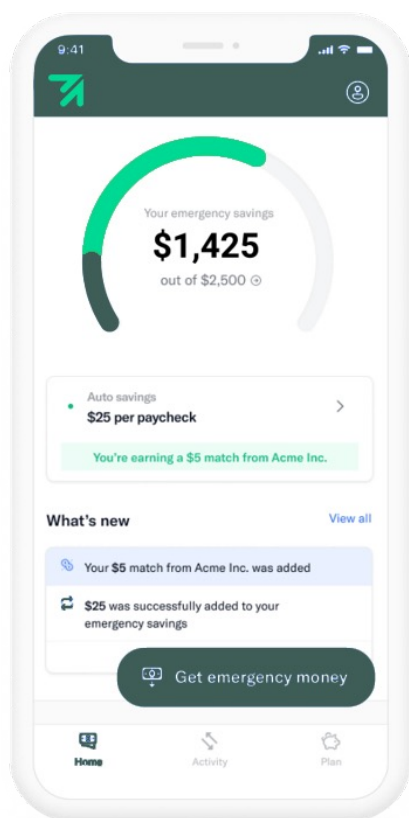 9:41
Your emergency savings
$1,425
out of $2,500
Auto savings
$25 per paycheck
You're earning a $5 match from Acme Inc.
What's new
View all
Your $5 match from Acme Inc. was added
$25 was successfully added to your
emergency savings
Get emergency money
Home
Activity
Plan